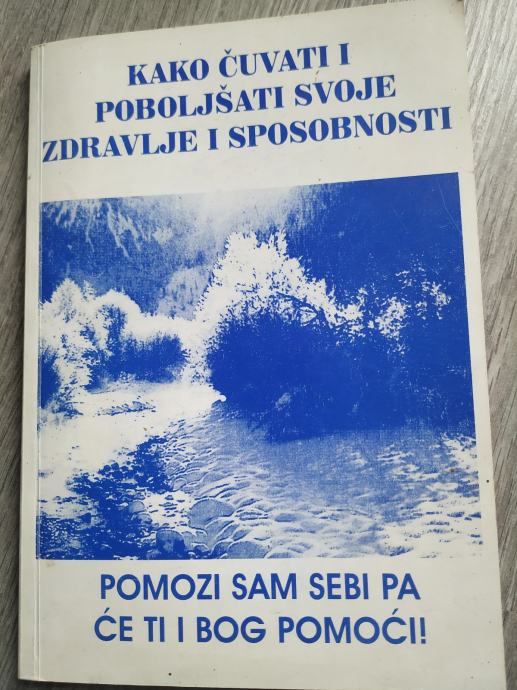 KAKO ČUVATI I
POBOLJŠATI SVOJE
ZDRAVLJE I SPOSOBNOSTI
POMOZI SAM SEBI PA
ĆE TI I BOG POMOĆI!